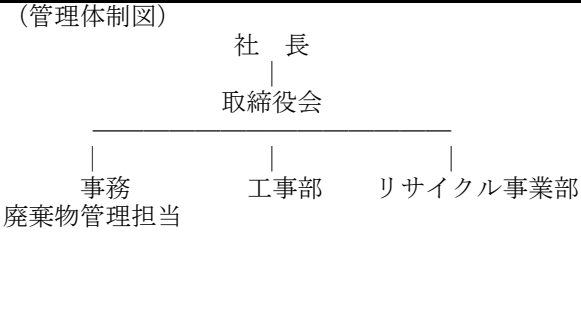 （管理体制図）
社　長
取締役会
事務　工事部　リサイクル事業部
廃棄物管理担当